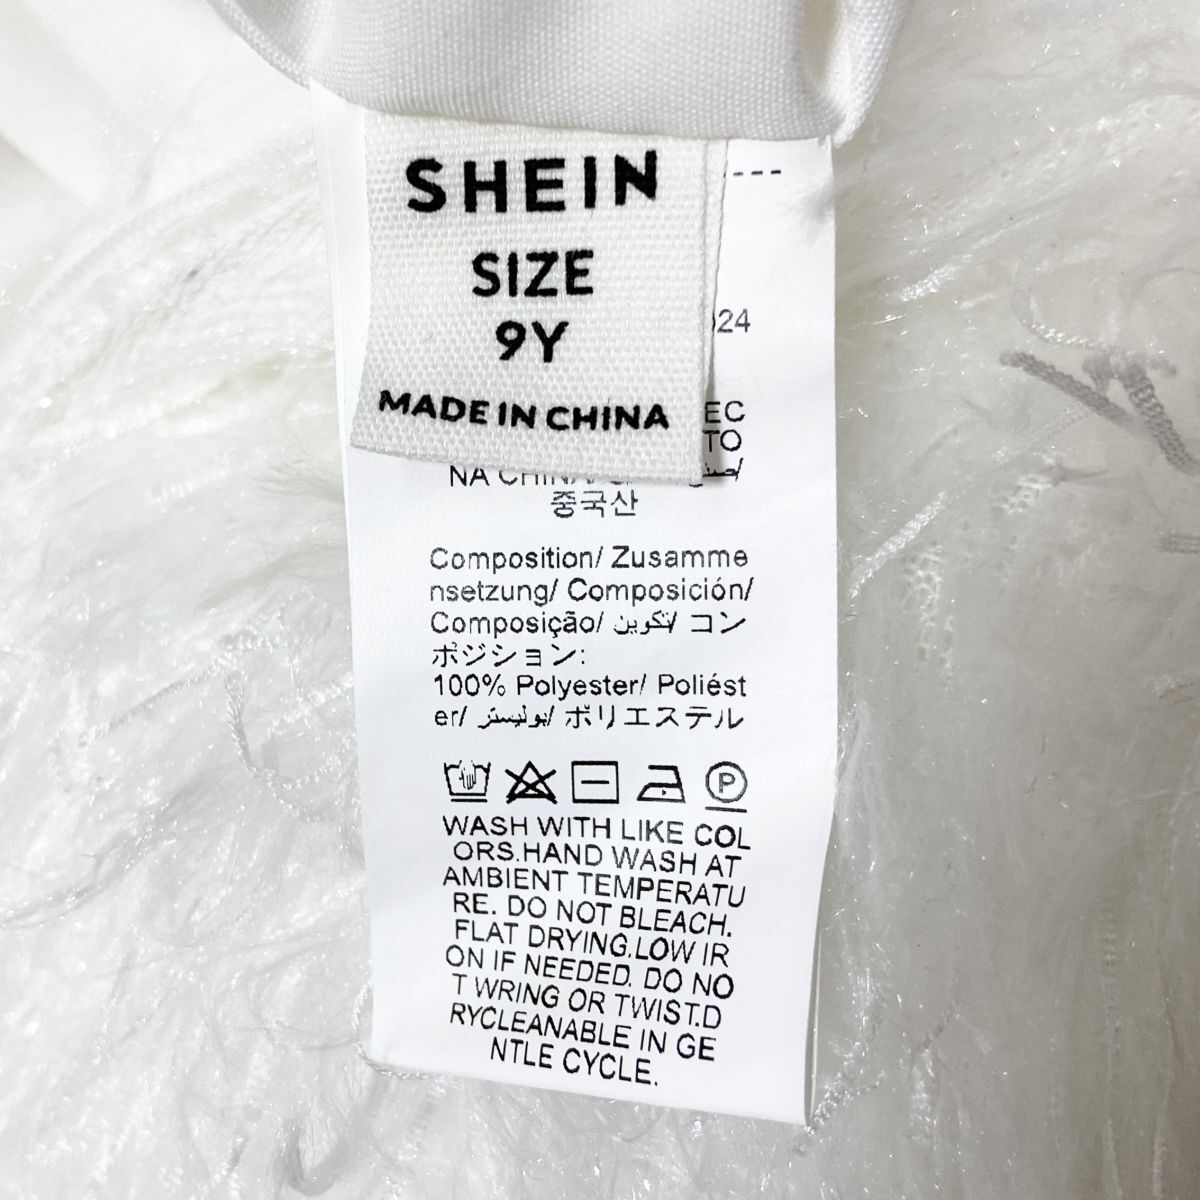 SHEIN
SIZE
9Y
MADE IN CHINA
----
24
EC
TO
NA CHINA/
중국산
Composition/ Zusamme
nsetzung/ Composición/
Composição/ تكوين/ コン
ポジション:
100% Polyester/ Poliést
er/ بوليستر/ ポリエステル
P
WASH WITH LIKE COL
ORS.HAND WASH AT
AMBIENT TEMPERATU
RE. DO NOT BLEACH.
FLAT DRYING.LOW IR
ON IF NEEDED. DO NO
T WRING OR TWIST.D
RYCLEANABLE IN GE
NTLE CYCLE.